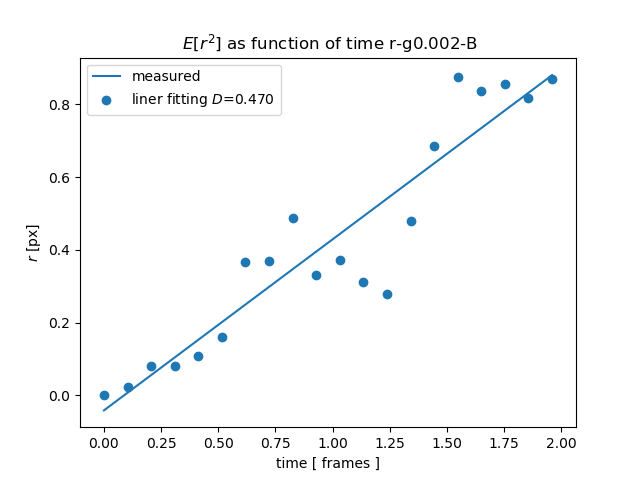 E[r²] as function of time r-g0.002-B
measured
liner fitting D=0.470
0.8
0.6
0.4
0.2
0.0
r [px]
0.00 0.25 0.50 0.75 1.00 1.25 1.50 1.75 2.00
time [ frames ]